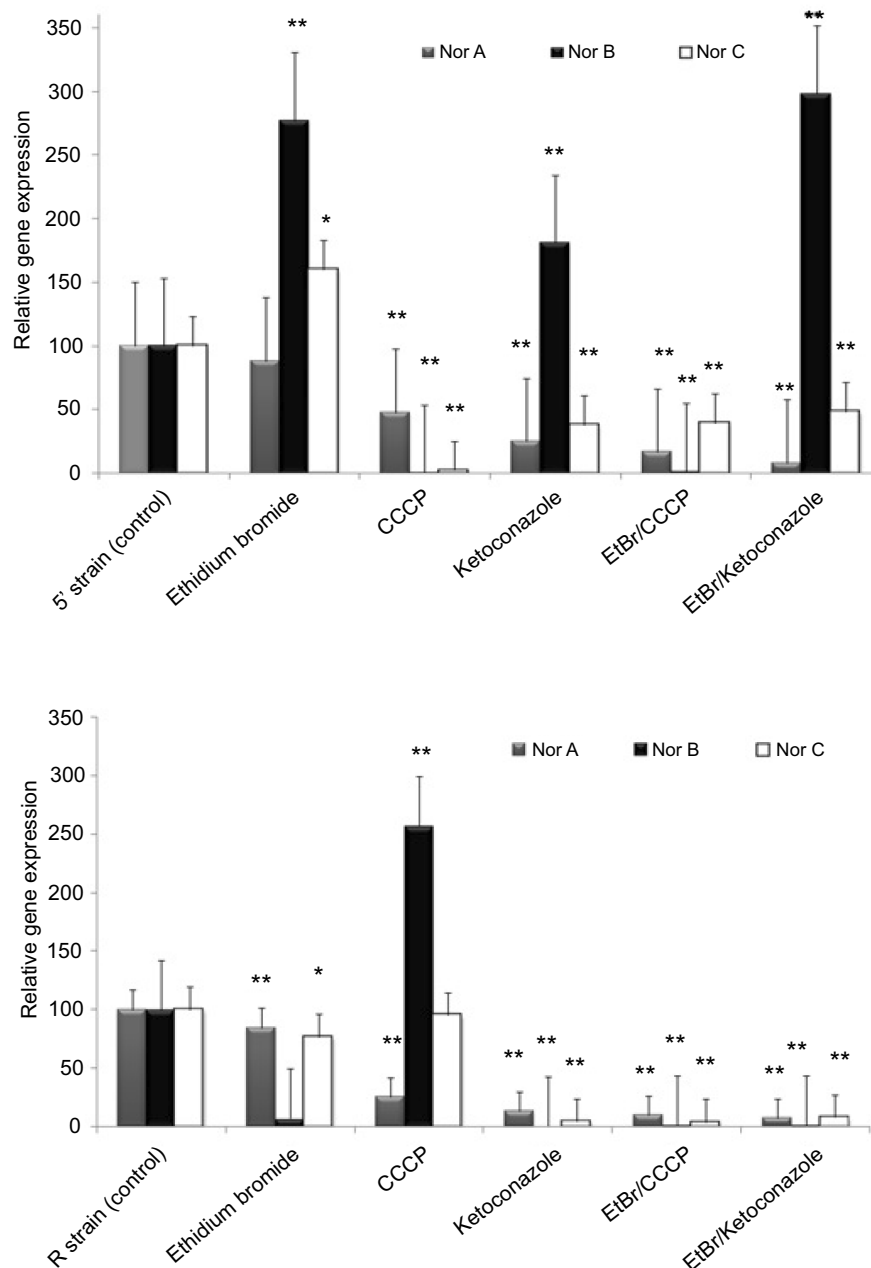 350
300
250
200
150
100
50
0
Relative gene expression
Nor A
Nor B
Nor C
**
*
** ** **
** ** **
** ** **
** ** **
5' strain (control)
Ethidium bromide
CCCP
Ketoconazole
EtBr/CCCP
EtBr/Ketoconazole
350
300
250
200
150
100
50
0
Relative gene expression
Nor A
Nor B
Nor C
** *
** **
** ** **
** ** **
** ** **
R strain (control)
Ethidium bromide
CCCP
Ketoconazole
EtBr/CCCP
EtBr/Ketoconazole